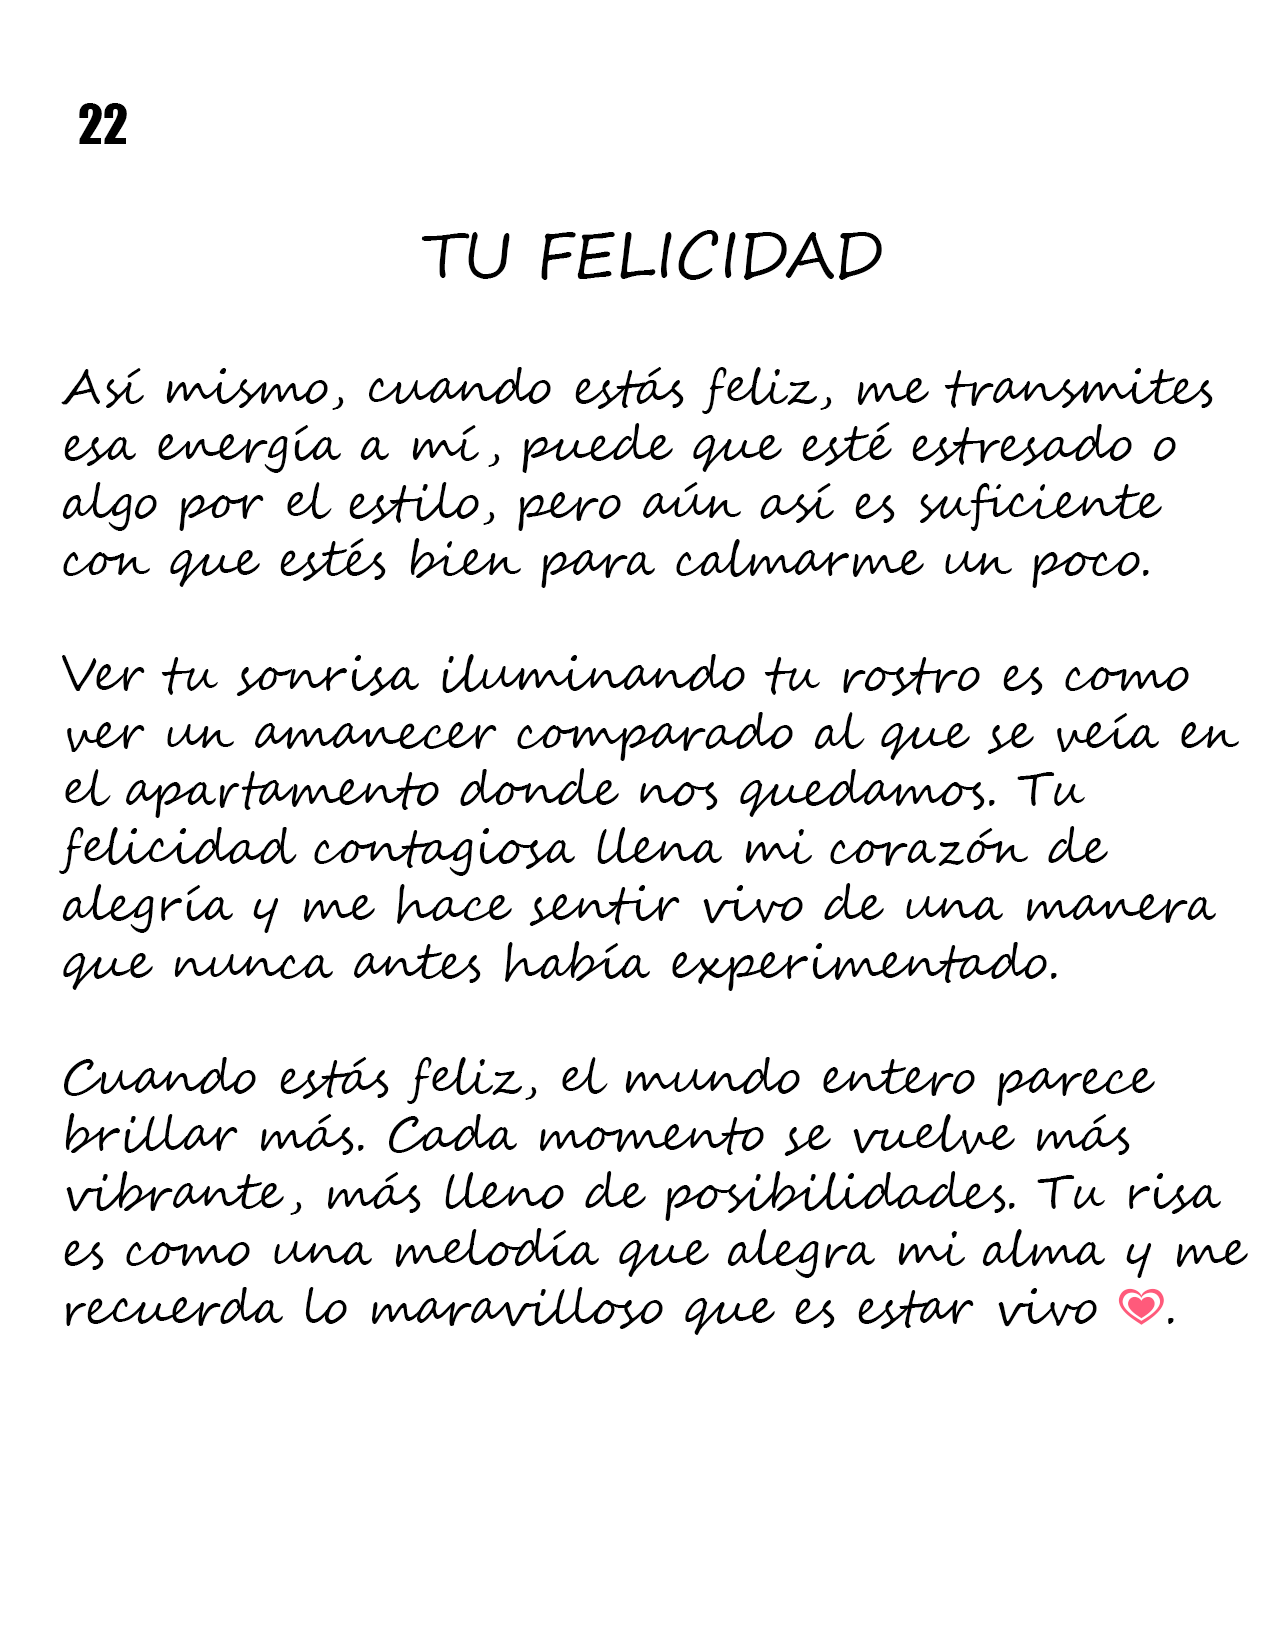 22
TU FELICIDAD
Así mismo, cuando estás feliz, me transmites
esa energía a mí, puede que esté estresado o
algo por el estilo, pero aún así es suficiente
con que estés bien para calmarme un poco.
Ver tu sonrisa iluminando tu rostro es como
ver un amanecer comparado al que se veía en
el apartamento donde nos quedamos. Tu
felicidad contagiosa llena mi corazón de
alegría y me hace sentir vivo de una manera
que nunca antes había experimentado.
Cuando estás feliz, el mundo entero parece
brillar más. Cada momento se vuelve más
vibrante, más lleno de posibilidades. Tu risa
es como una melodía que alegra mi alma y me
recuerda lo maravilloso que es estar vivo 💗.